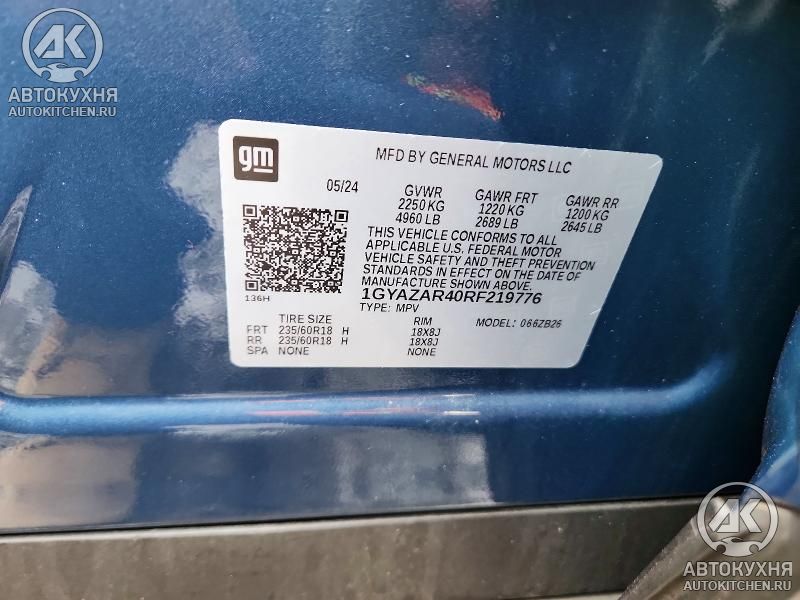 АК
АВТОКУХНЯ
AUTOKITCHEN.RU
gm
MFD BY GENERAL MOTORS LLC
05/24 GVWR GAWR FRT GAWR RR
2250 KG 1220 KG 1200 KG
4960 LB 2689 LB 2645 LB
THIS VEHICLE CONFORMS TO ALL
APPLICABLE U.S. FEDERAL MOTOR
VEHICLE SAFETY AND THEFT PREVENTION
STANDARDS IN EFFECT ON THE DATE OF
MANUFACTURE SHOWN ABOVE.
1GYAZAR40RF219776
136H
TYPE: MPV MODEL: 066ZB26
TIRE SIZE RIM
FRT 235/60R18 H 18X8J
RR 235/60R18 H 18X8J
SPA NONE NONE
АК
АВТОКУХНЯ
AUTOKITCHEN.RU